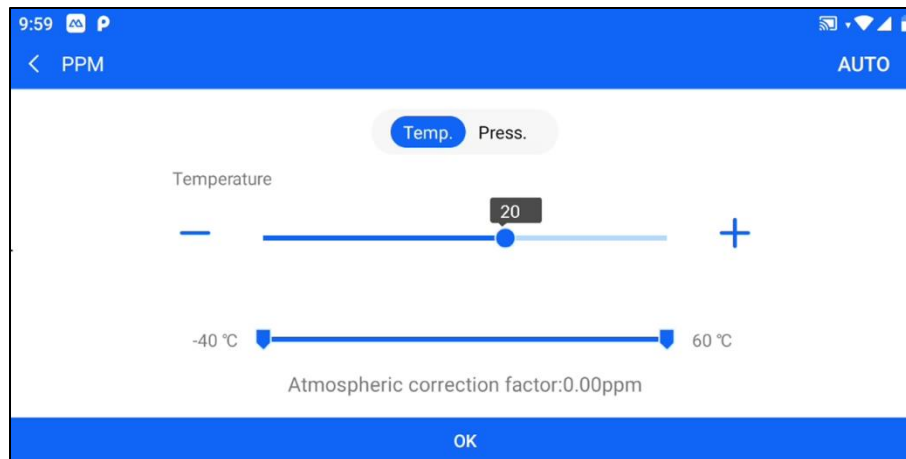 9:59
PPM
AUTO
Temp. Press.
Temperature
20
-40 ℃ 60 ℃
Atmospheric correction factor:0.00ppm
OK